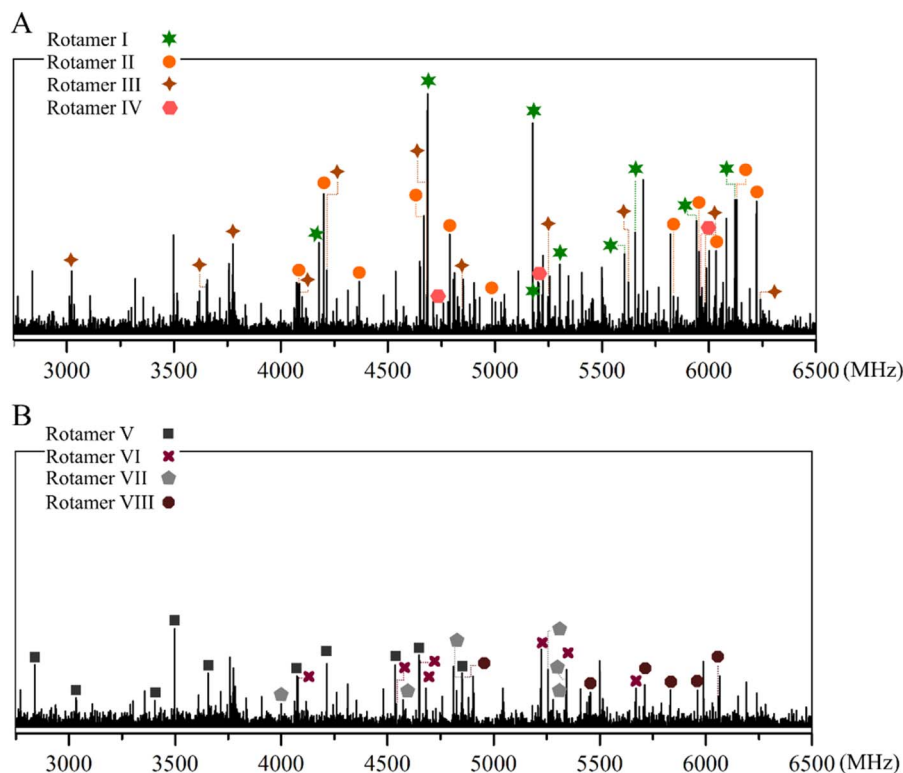 A
Rotamer I
Rotamer II
Rotamer III
Rotamer IV
3000 3500 4000 4500 5000 5500 6000 6500 (MHz)
B
Rotamer V
Rotamer VI
Rotamer VII
Rotamer VIII
3000 3500 4000 4500 5000 5500 6000 6500 (MHz)